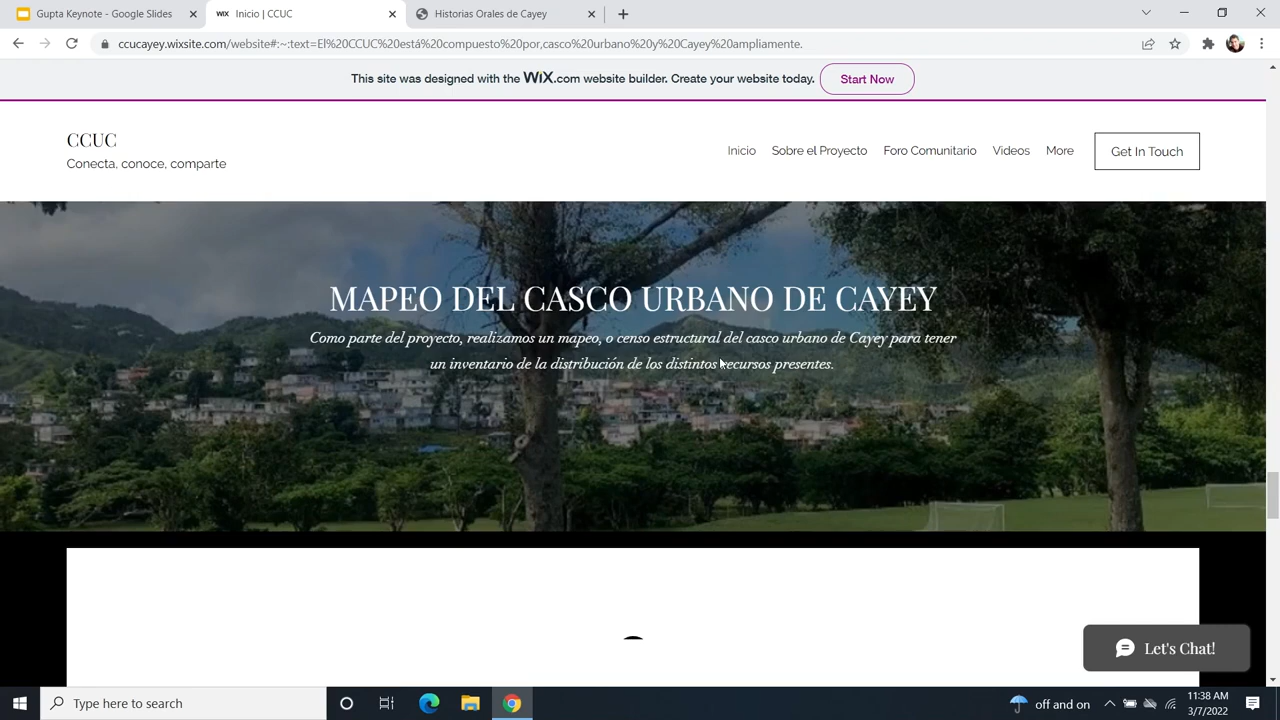 Gupta Keynote - Google Slides
WIX Inicio | CCUC
Historias Orales de Cayey
ccucayey.wixsite.com/website#:~:text=El%20CCUC%20está%20compuesto%20por%20casco%20urbano%20y%20Cayey%20ampliamente.
This site was designed with the WiX.com website builder. Create your website today. Start Now
CCUC
Conecta, conoce, comparte
Inicio Sobre el Proyecto Foro Comunitario Videos More Get In Touch
MAPEO DEL CASCO URBANO DE CAYEY
Como parte del proyecto, realizamos un mapeo, o censo estructural del casco urbano de Cayey para tener
un inventario de la distribución de los distintos recursos presentes.
Let's Chat!
Type here to search
off and on
11:38 AM
3/7/2022